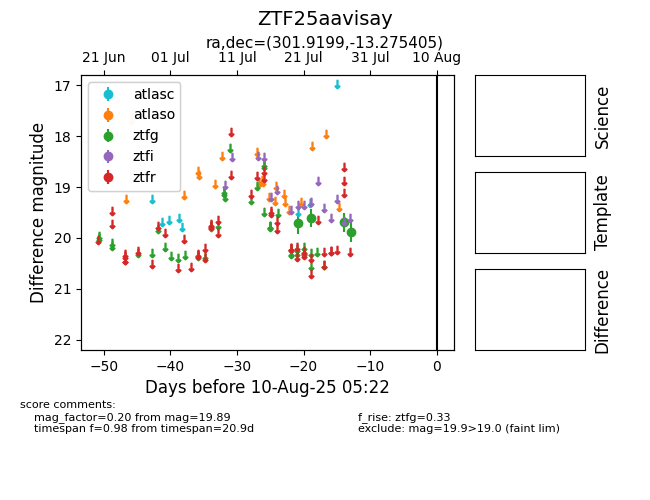 ZTF25aavisay
ra,dec=(301.9199,-13.275405)
21 Jun 01 Jul 11 Jul 21 Jul 31 Jul 10 Aug
17
18
19
20
21
22
Difference magnitude
atlasc
atlaso
ztfg
ztfi
ztfr
−50 −40 −30 −20 −10 0
Days before 10-Aug-25 05:22
Science
Template
Difference
score comments:
mag_factor=0.20 from mag=19.89
timespan f=0.98 from timespan=20.9d
f_rise: ztfg=0.33
exclude: mag=19.9>19.0 (faint lim)